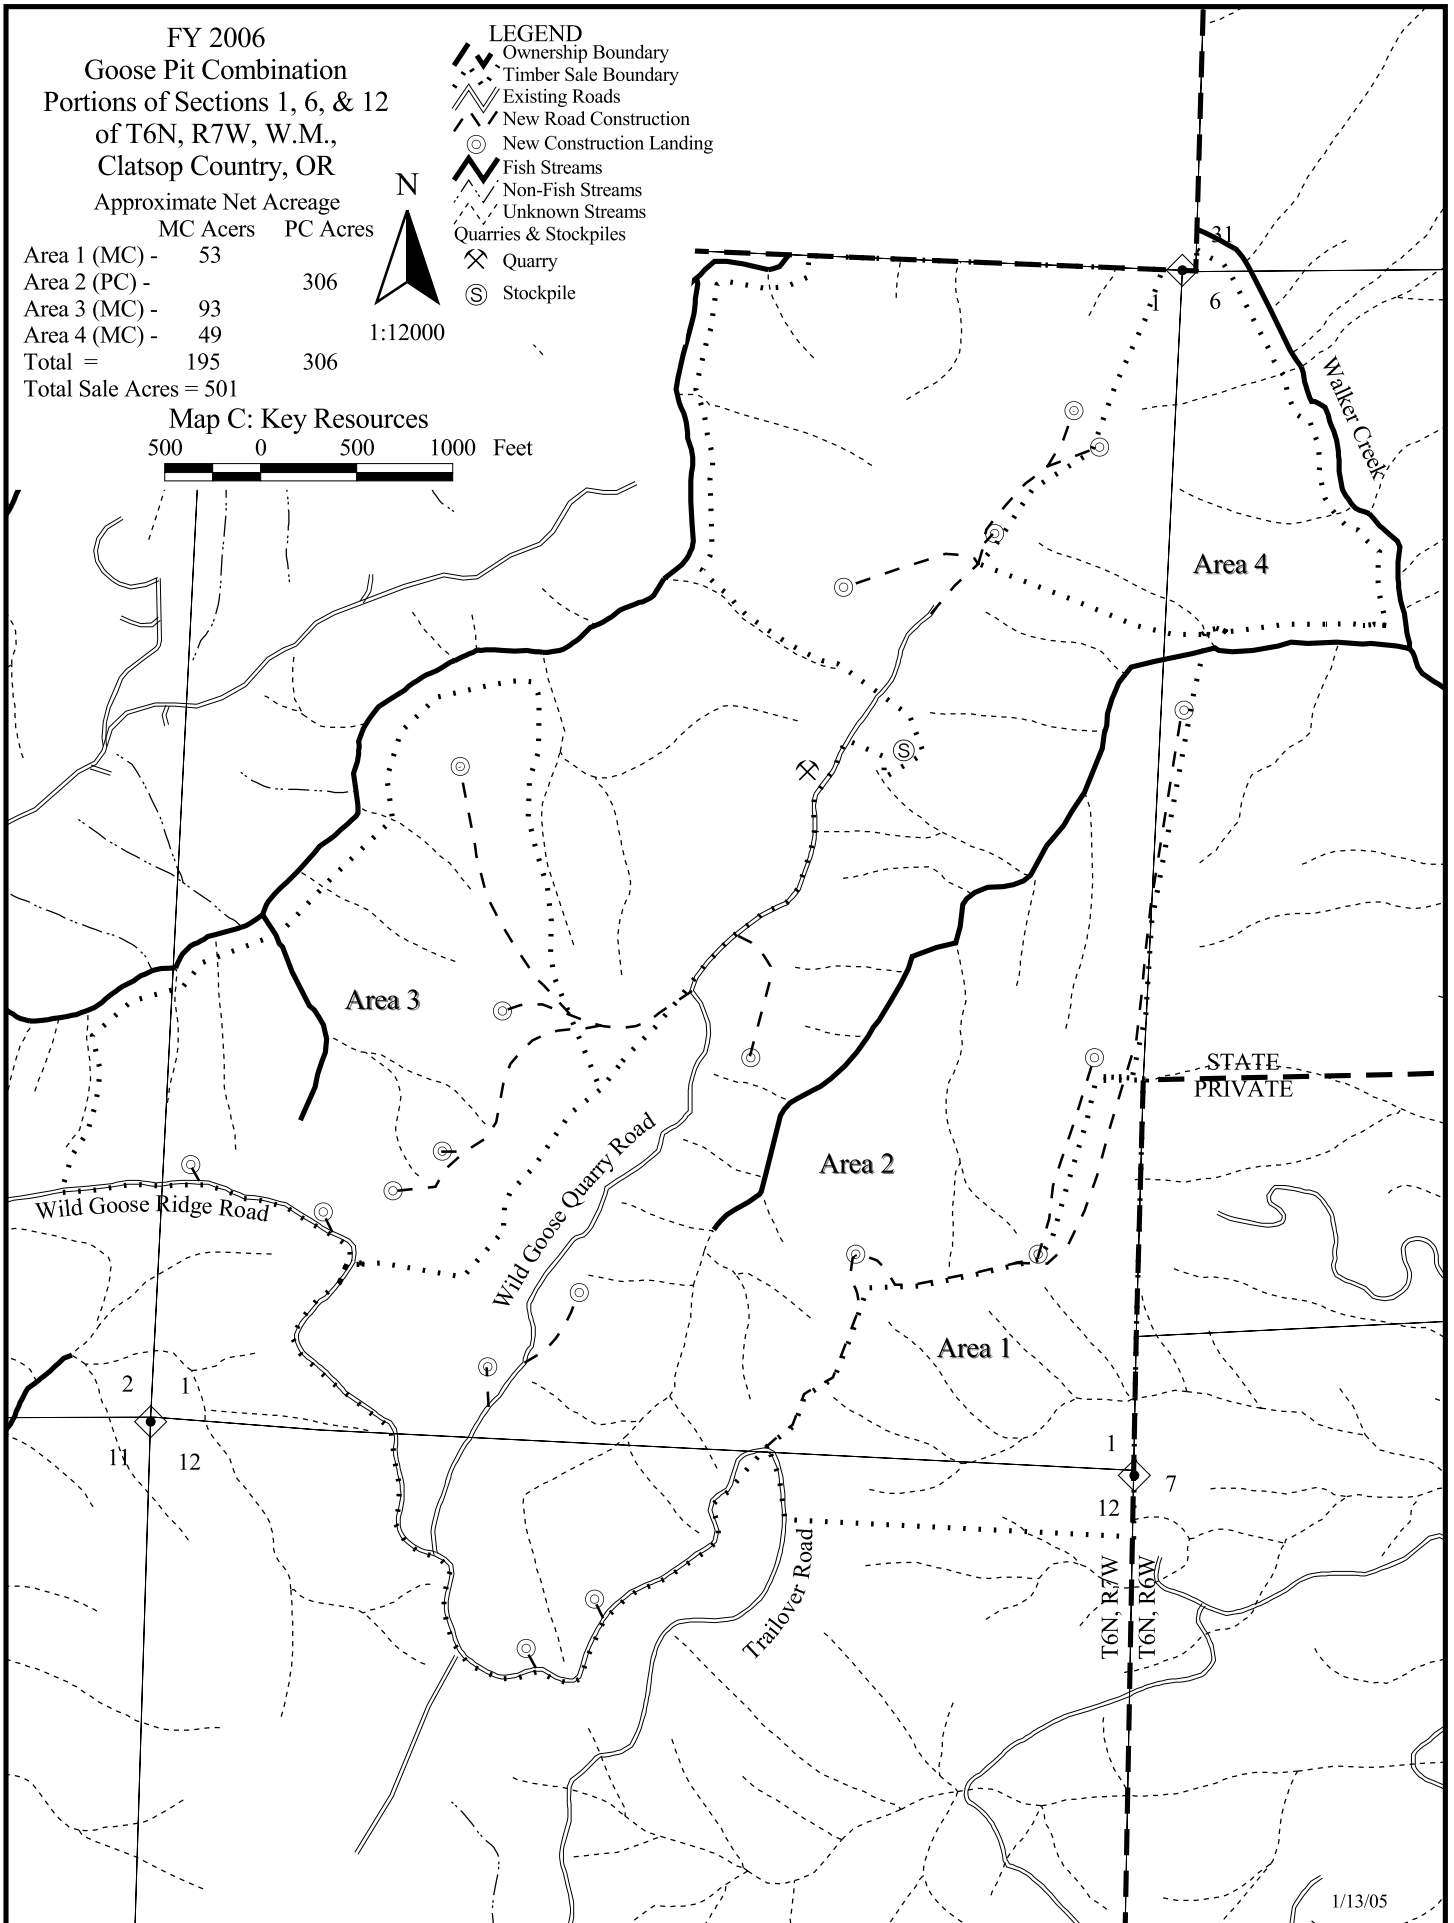 FY 2006
Goose Pit Combination
Portions of Sections 1, 6, & 12
of T6N, R7W, W.M.,
Clatsop Country, OR
Approximate Net Acreage
MC Acers PC Acres
Area 1 (MC) - 53
Area 2 (PC) - 306
Area 3 (MC) - 93
Area 4 (MC) - 49
Total = 195 306
Total Sale Acres = 501
Map C: Key Resources
500 0 500 1000 Feet
N
1:12000
LEGEND
Ownership Boundary
Timber Sale Boundary
Existing Roads
New Road Construction
New Construction Landing
Fish Streams
Non-Fish Streams
Unknown Streams
Quarries & Stockpiles
Quarry
S Stockpile
31
1 6
Walker Creek
Area 4
S
Area 3
STATE
PRIVATE
Wild Goose Quarry Road
Area 2
Wild Goose Ridge Road
Area 1
2 1
11 12
1
7
12
T6N, R7W
T6N, R6W
Trailover Road
1/13/05